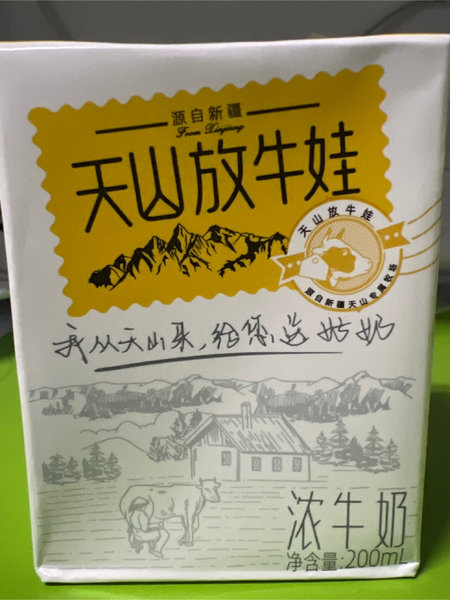 源自新疆
From Xinjiang
天山放牛娃
天山放牛娃
源自新疆天山专属牧场
我从天山来,给您送好奶
浓牛奶
净含量:200mL